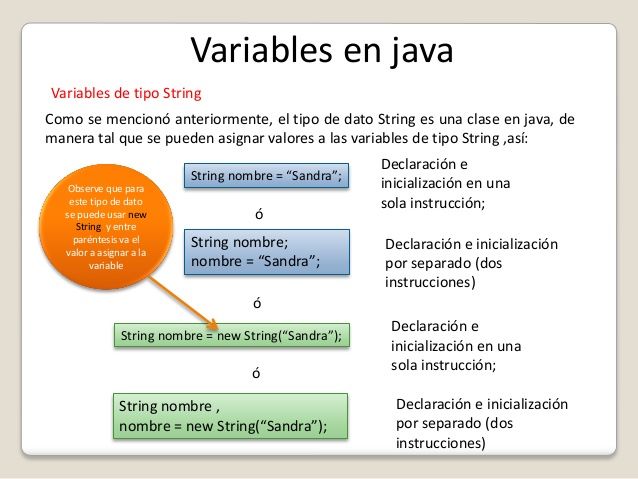 Variables en java
Variables de tipo String
Como se mencionó anteriormente, el tipo de dato String es una clase en java, de
manera tal que se pueden asignar valores a las variables de tipo String ,así:
Observe que para
este tipo de dato
se puede usar new
String y entre
paréntesis va el
valor a asignar a la
variable
String nombre = “Sandra”;
Declaración e
inicialización en una
sola instrucción;
ó
String nombre;
nombre = “Sandra”;
Declaración e inicialización
por separado (dos
instrucciones)
ó
String nombre = new String(“Sandra”);
Declaración e
inicialización en una
sola instrucción;
ó
String nombre ,
nombre = new String(“Sandra”);
Declaración e inicialización
por separado (dos
instrucciones)